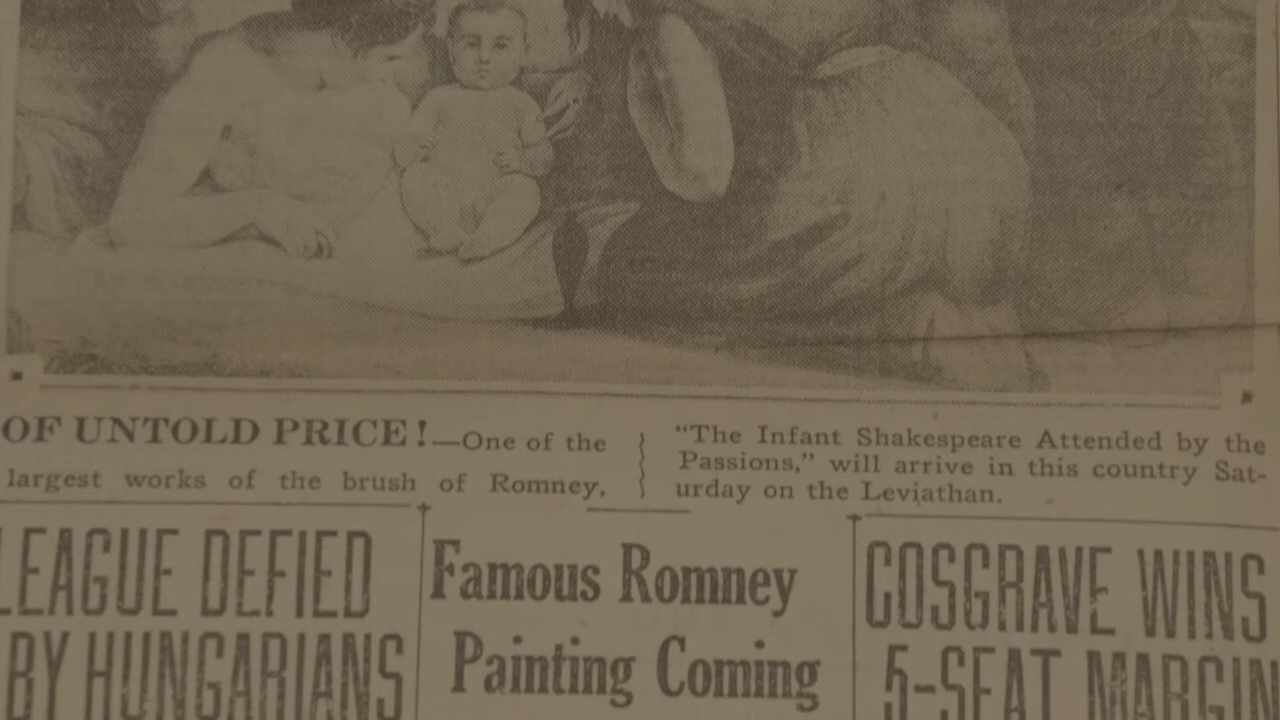 OF UNTOLD PRICE!—One of the
largest works of the brush of Romney,
"The Infant Shakespeare Attended by the
Passions," will arrive in this country Sat-
urday on the Leviathan.
LEAGUE DEFIED
BY HUNGARIANS
Famous Romney
Painting Coming
COSGRAVE WINS
5-SEAT MARGIN